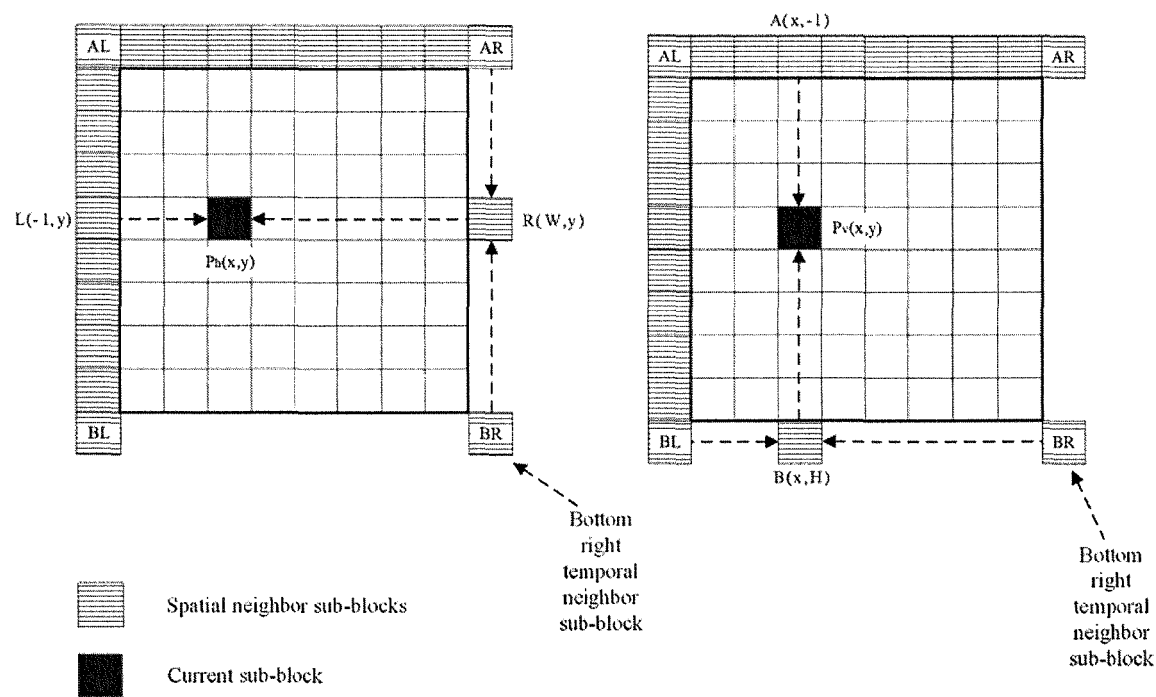 AL
AR
L(-1,y)
R(W,y)
Ph(x,y)
BL
BR
A(x,-1)
AL
AR
Pv(x,y)
BL
BR
B(x,H)
Bottom
right
temporal
neighbor
sub-block
Bottom
right
temporal
neighbor
sub-block
Spatial neighbor sub-blocks
Current sub-block